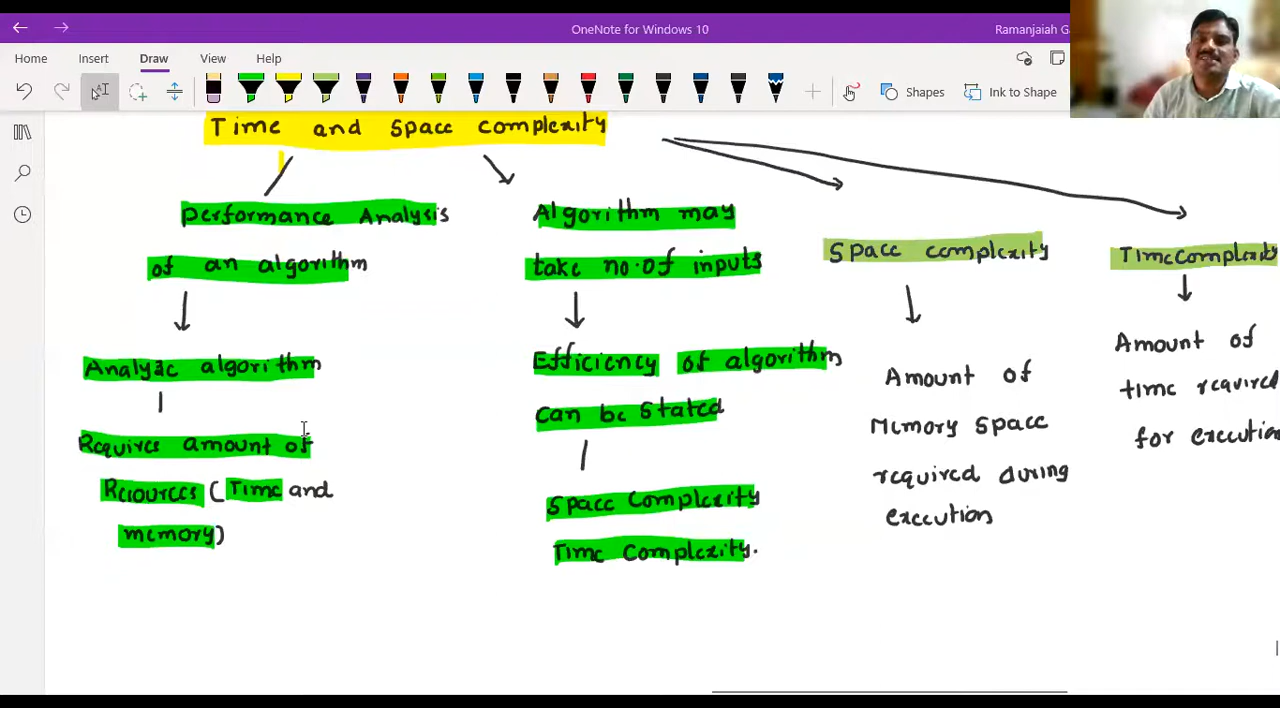 OneNote for Windows 10
Ramanjaiah G
Home
Insert
Draw
View
Help
Shapes
Ink to Shape
Time and Space complexity
performance Analysis
of an algorithm
Analyze algorithm
Requires amount of
Resources (Time and
memory)
Algorithm may
take no.of inputs
Efficiency of algorithm
can be stated
Space Complexity
Time Complexity.
Space complexity
Amount of
Memory space
required during
execution
Time Complexity
Amount of
time required
for execution